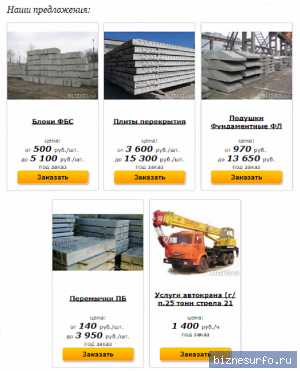 Наши предложения:
Блоки ФБС
цена:
от 500 руб./шт.
до 5 100 руб./шт.
под заказ
Заказать
Плиты перекрытия
цена:
от 3 600 руб./шт.
до 15 300 руб./шт.
под заказ
Заказать
Подушки
Фундаментные ФЛ
цена:
от 970 руб.
до 13 650 руб.
под заказ
Заказать
Перемычки ПБ
цена:
от 140 руб./шт.
до 3 950 руб./шт.
под заказ
Заказать
Услуги автокрана (г/
п.25 тонн стрела 21
цена:
1 400 руб./ч
Заказать
biznesurfo.ru